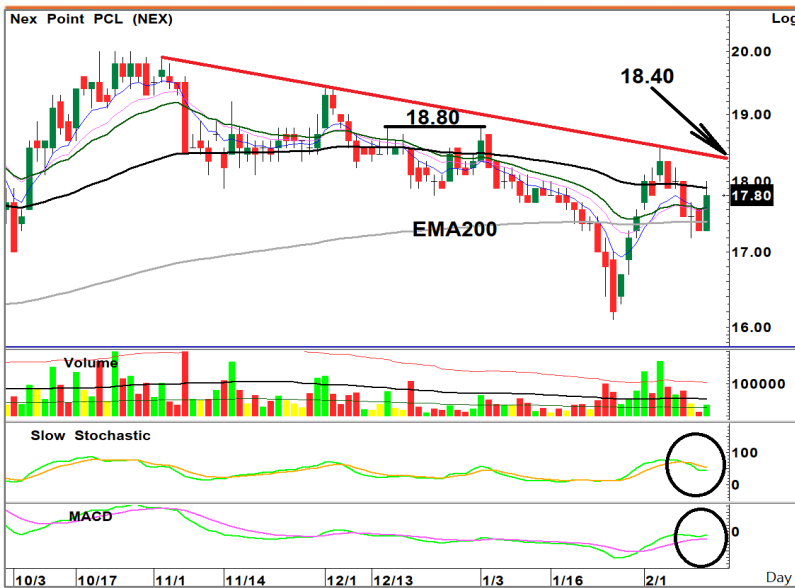 Nex Point PCL (NEX)
Log
20.00
18.40
19.00
18.80
18.00
17.80
EMA200
17.00
16.00
Volume
100000
Slow Stochastic
100
0
MACD
0
10/3 10/17 11/1 11/14 12/1 12/13 1/3 1/16 2/1 Day